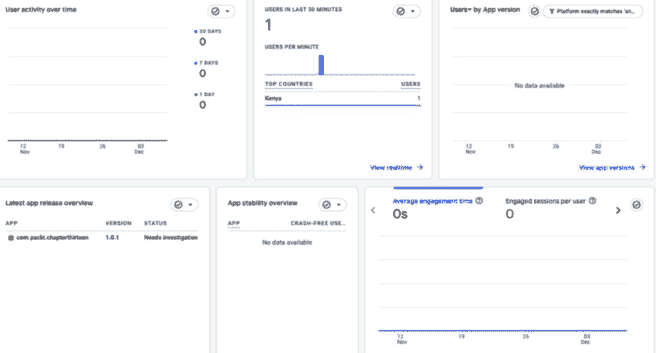 User activity over time
30 DAYS
0
7 DAYS
0
1 DAY
0
12
Nov
19
26
03
Dec
USERS IN LAST 30 MINUTES
1
USERS PER MINUTE
TOP COUNTRIES USERS
Kenya 1
View realtime
Users by App version
Platform exactly matches
No data available
12
Nov
19
26
03
Dec
View app versions
Latest app release overview
APP VERSION STATUS
com.packt.chapterthirteen 1.0.1 Needs investigation
App stability overview
APP CRASH-FREE USE...
No data available
Average engagement time
0s
Engaged sessions per user
0
12
Nov
19
26
03
Dec